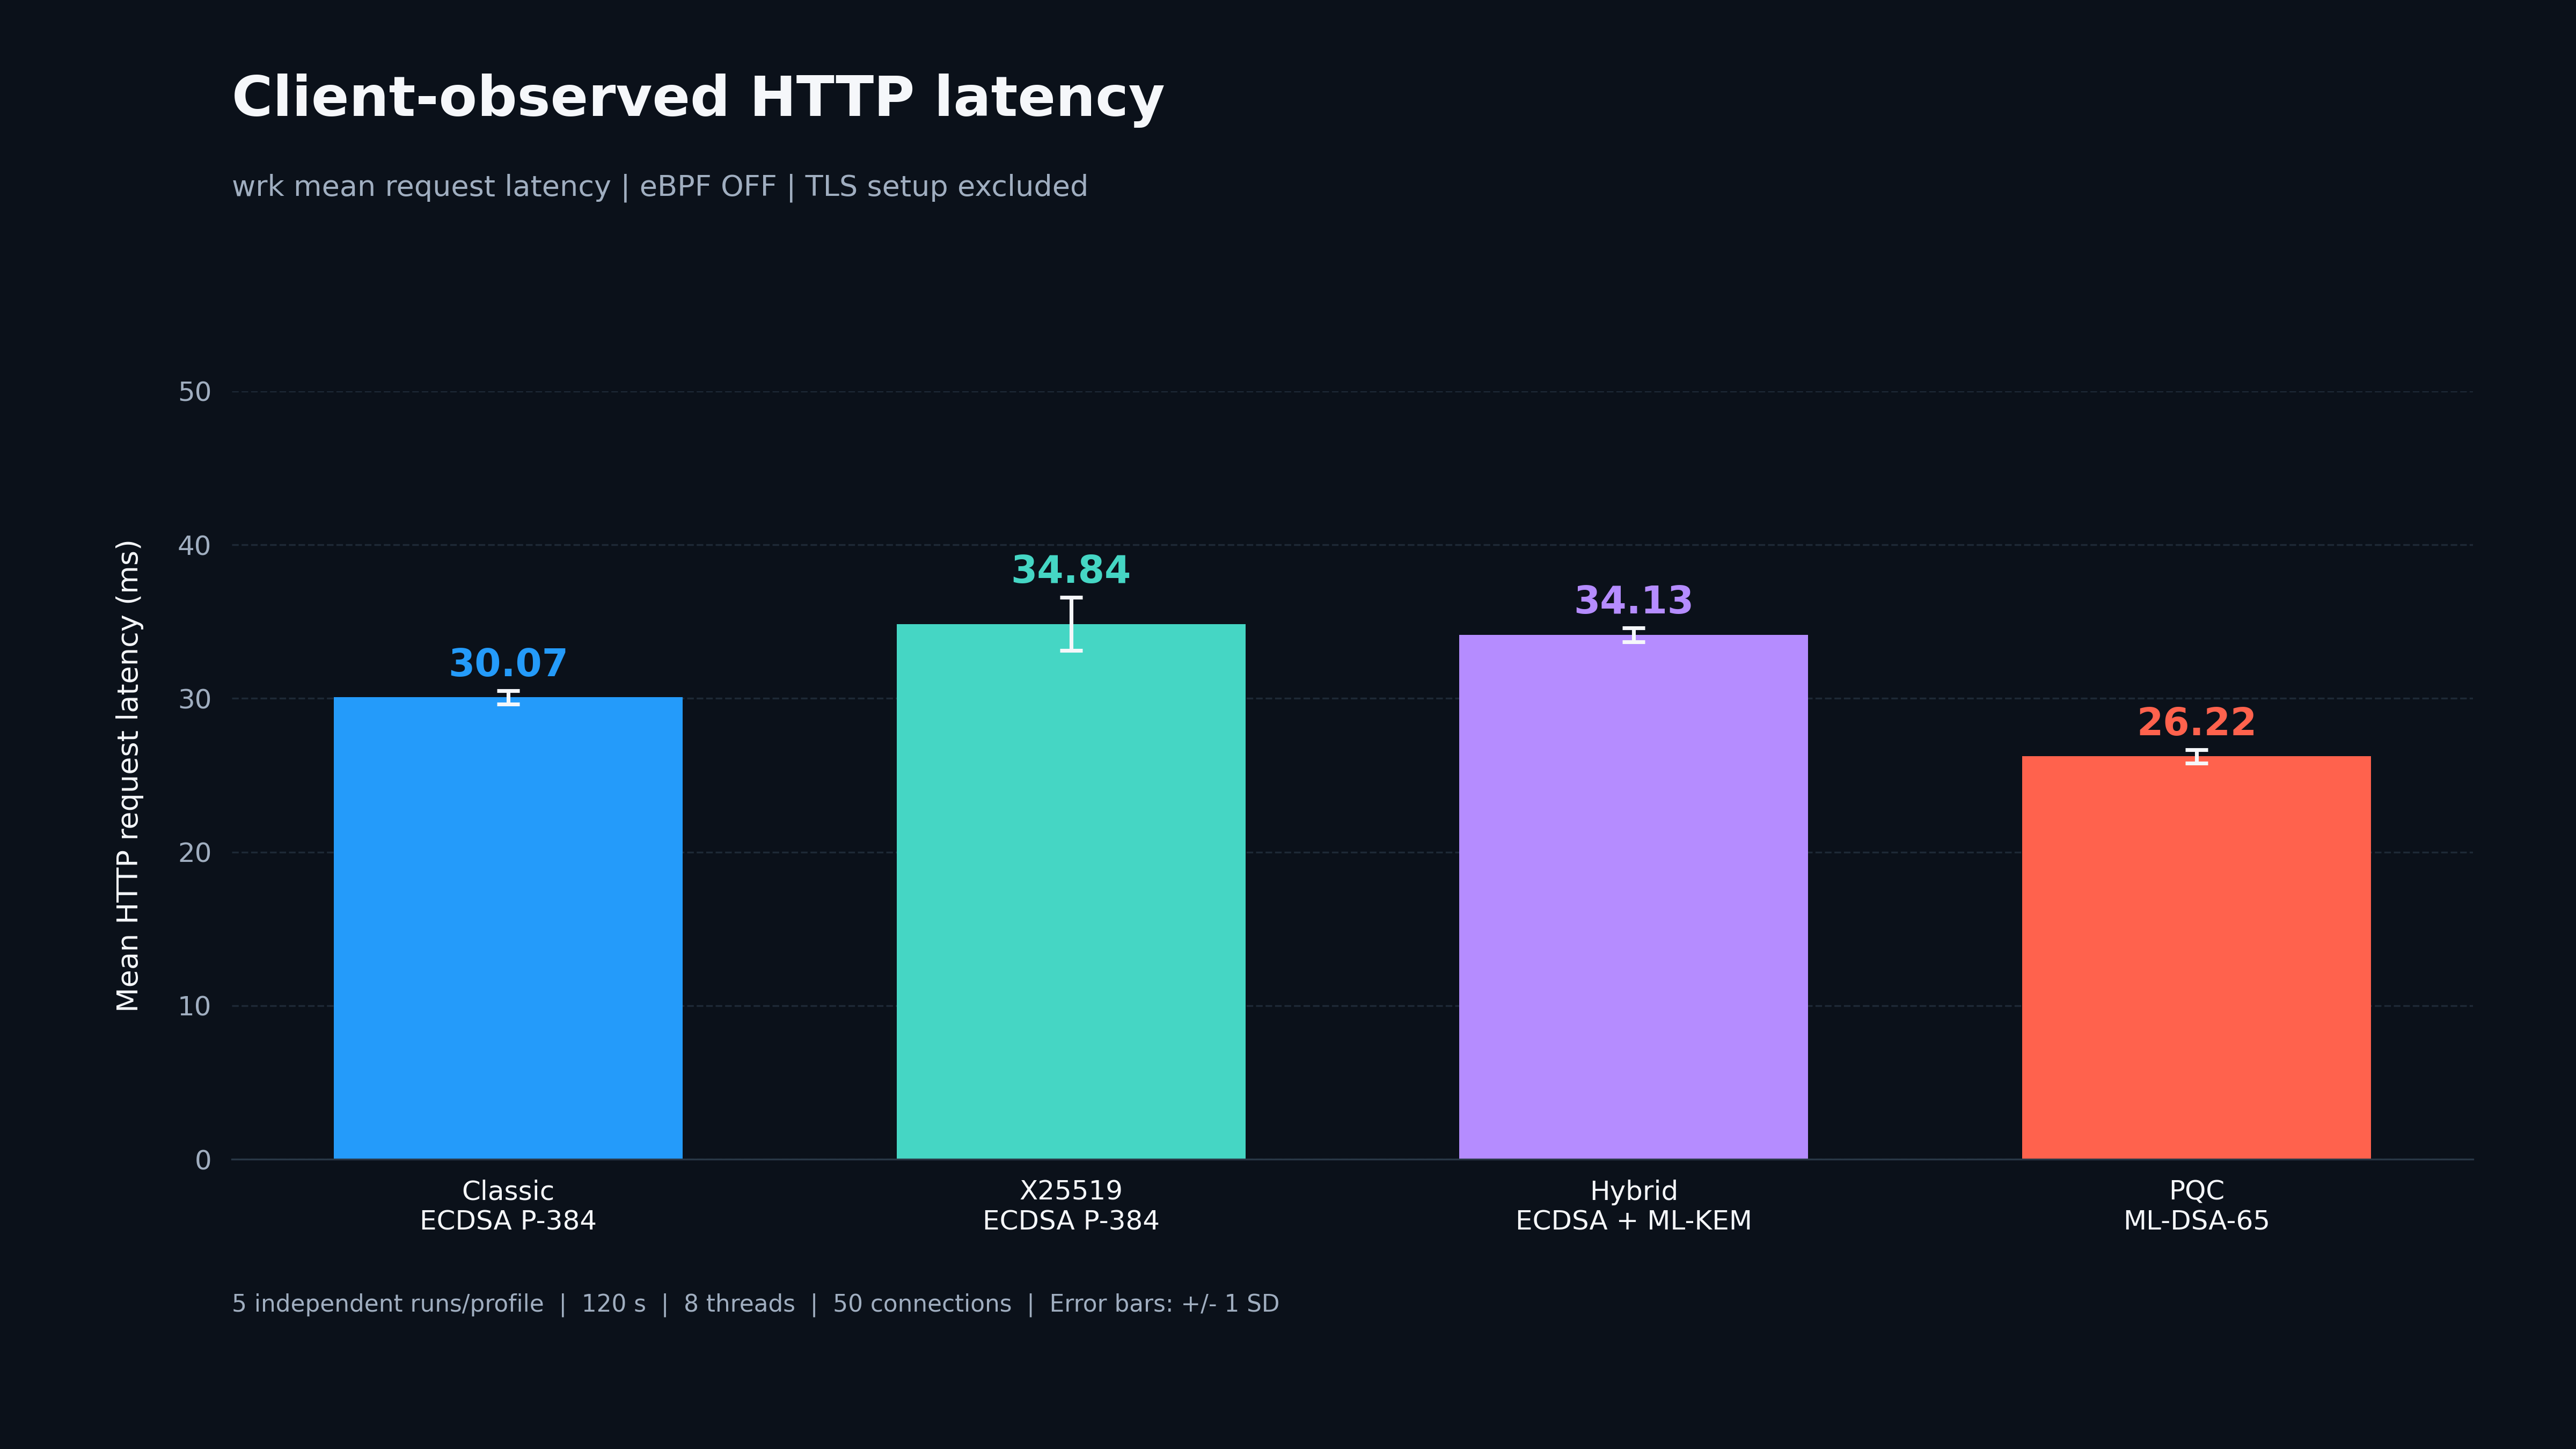 Client-observed HTTP latency
wrk mean request latency | eBPF OFF | TLS setup excluded
Mean HTTP request latency (ms)
50
40
30
20
10
0
30.07
34.84
34.13
26.22
Classic
ECDSA P-384
X25519
ECDSA P-384
Hybrid
ECDSA + ML-KEM
PQC
ML-DSA-65
5 independent runs/profile | 120 s | 8 threads | 50 connections | Error bars: +/- 1 SD